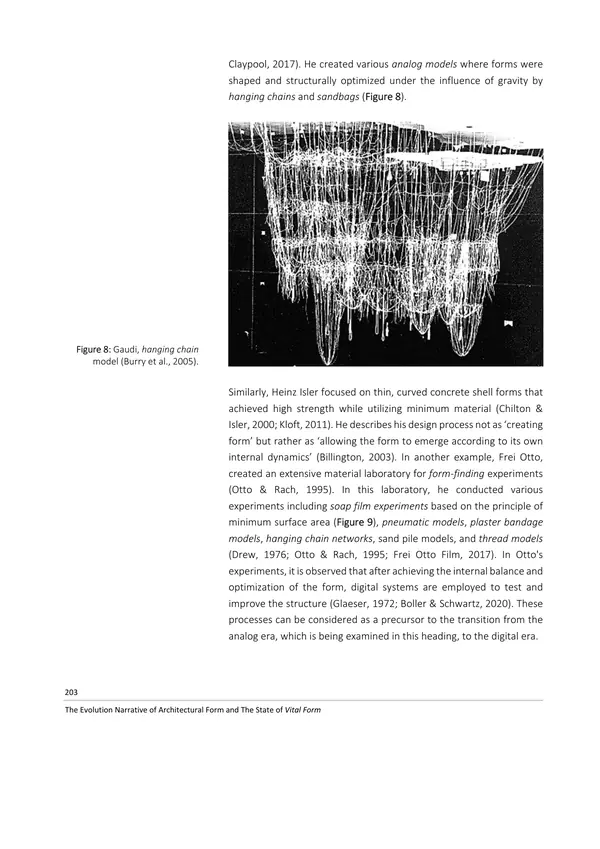 Claypool, 2017). He created various analog models where forms were
shaped and structurally optimized under the influence of gravity by
hanging chains and sandbags (Figure 8).
Figure 8: Gaudi, hanging chain
model (Burry et al., 2005).
Similarly, Heinz Isler focused on thin, curved concrete shell forms that
achieved high strength while utilizing minimum material (Chilton &
Isler, 2000; Kloft, 2011). He describes his design process not as ‘creating
form’ but rather as ‘allowing the form to emerge according to its own
internal dynamics’ (Billington, 2003). In another example, Frei Otto,
created an extensive material laboratory for form-finding experiments
(Otto & Rach, 1995). In this laboratory, he conducted various
experiments including soap film experiments based on the principle of
minimum surface area (Figure 9), pneumatic models, plaster bandage
models, hanging chain networks, sand pile models, and thread models
(Drew, 1976; Otto & Rach, 1995; Frei Otto Film, 2017). In Otto's
experiments, it is observed that after achieving the internal balance and
optimization of the form, digital systems are employed to test and
improve the structure (Glaeser, 1972; Boller & Schwartz, 2020). These
processes can be considered as a precursor to the transition from the
analog era, which is being examined in this heading, to the digital era.
203
The Evolution Narrative of Architectural Form and The State of Vital Form